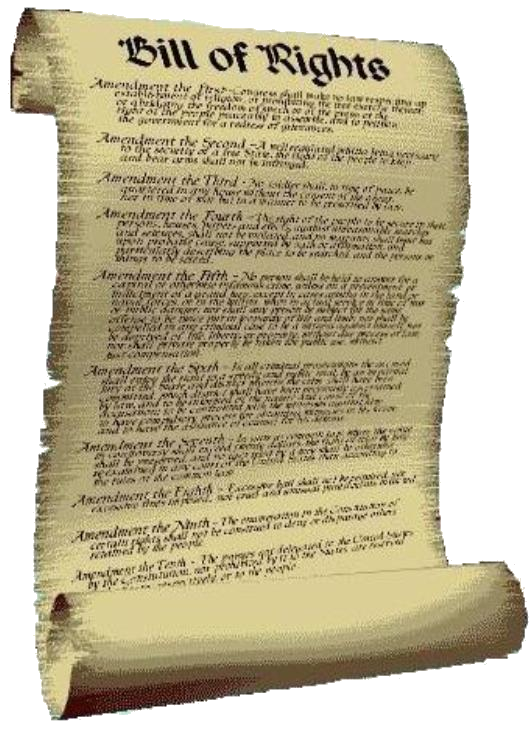 Bill of Rights
Amendment the First - Congress shall make no law respecting an
establishment of religion, or prohibiting the free exercise thereof;
or abridging the freedom of speech, or of the press; or the
right of the people peaceably to assemble, and to petition
the government for a redress of grievances.
Amendment the Second - A well regulated militia being necessary
to the security of a free State, the right of the people to keep
and bear arms shall not be infringed.
Amendment the Third - No soldier shall, in time of peace, be
quartered in any house without the consent of the
nor in time of war, but in a manner to be prescribed by law.
Amendment the Fourth - The right of the people to be secure in their
persons, houses, papers and effects, against unreasonable searches
and seizures, shall not be violated, and no warrants shall issue but
upon probable cause, supported by oath or affirmation, and
particularly describing the place to be searched, and the persons or
things to be seized.
Amendment the Fifth - No person shall be held to answer for a
capital or otherwise infamous crime, unless on a presentment or
indictment of a grand jury, except in cases arising in the land or
naval forces, or in the militia, when in actual service in time of war
or public danger; nor shall any person be subject for the same
offense to be twice put in jeopardy of life and limb; nor shall be
compelled in any criminal case to be a witness against himself, nor
be deprived of life, liberty, or property, without due process of law;
nor shall private property be taken for public use, without
just compensation.
Amendment the Sixth - In all criminal prosecutions the accused
shall enjoy the right to a speedy and public trial, by an impartial
jury of the State and district wherein the crime shall have been
committed, which district shall have been previously ascertained
by law, and to be informed of the nature and cause of the
accusation; to be confronted with the witnesses against him;
to have compulsory process for obtaining witnesses in his favor,
and to have the assistance of counsel for his defense.
Amendment the Seventh - In suits at common law, where the value
in controversy shall exceed twenty dollars, the right of trial by jury
shall be preserved, and no fact tried by a jury shall be otherwise
re-examined in any court of the United States than according to
the rules of the common law.
Amendment the Eighth - Excessive bail shall not be required, nor
excessive fines imposed, nor cruel and unusual punishments inflicted.
Amendment the Ninth - The enumeration in the Constitution of
certain rights shall not be construed to deny or disparage others
retained by the people.
Amendment the Tenth - The powers not delegated to the United States
by the Constitution, nor prohibited by it to the States, are reserved
respectively, or to the people